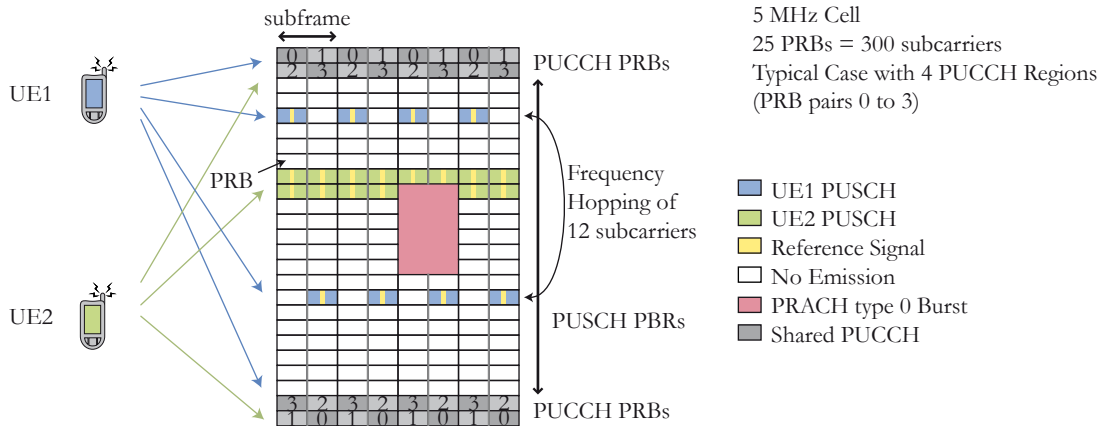 subframe
0 1 0 1 0 1 0 1
2 3 2 3 2 3 2 3
PUCCH PRBs
5 MHz Cell
25 PRBs = 300 subcarriers
Typical Case with 4 PUCCH Regions
(PRB pairs 0 to 3)
UE1
PRB
Frequency
Hopping of
12 subcarriers
UE1 PUSCH
UE2 PUSCH
Reference Signal
No Emission
PRACH type 0 Burst
Shared PUCCH
UE2
PUSCH PBRs
3 2 3 2 3 2 3 2
1 0 1 0 1 0 1 0
PUCCH PRBs